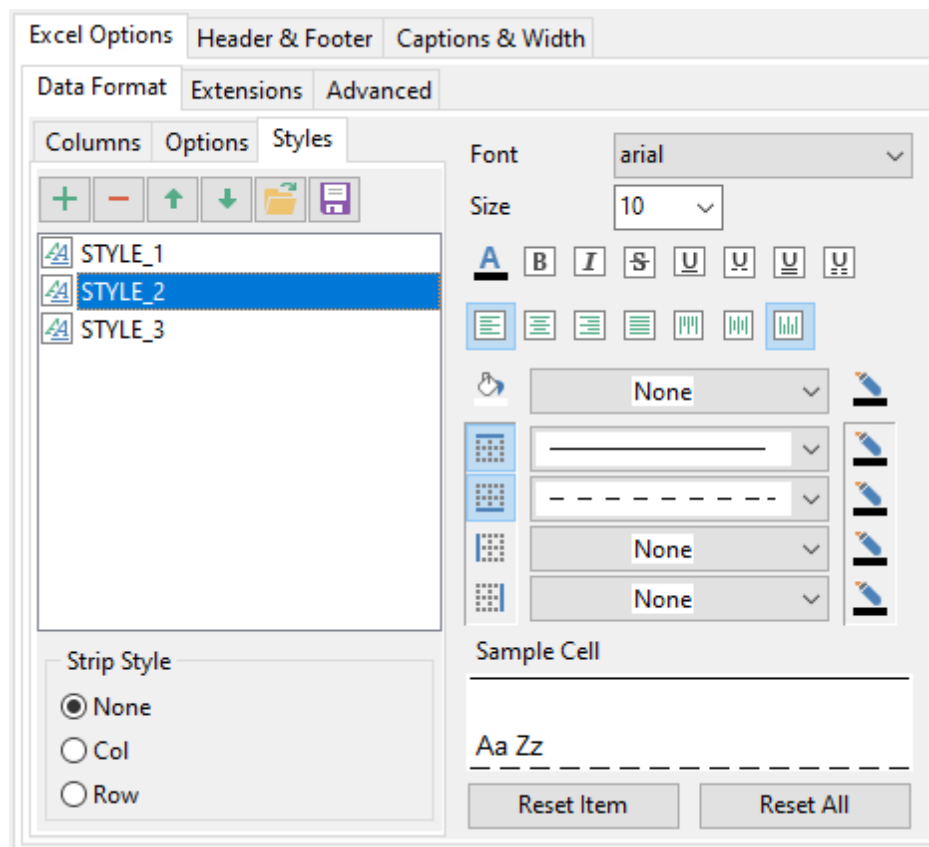 Excel Options Header & Footer Captions & Width
Data Format Extensions Advanced
Columns Options Styles
STYLE_1
STYLE_2
STYLE_3
Strip Style
None
Col
Row
Font arial
Size 10
A B I S U U U U
None
None
None
Sample Cell
Aa Zz
Reset Item Reset All